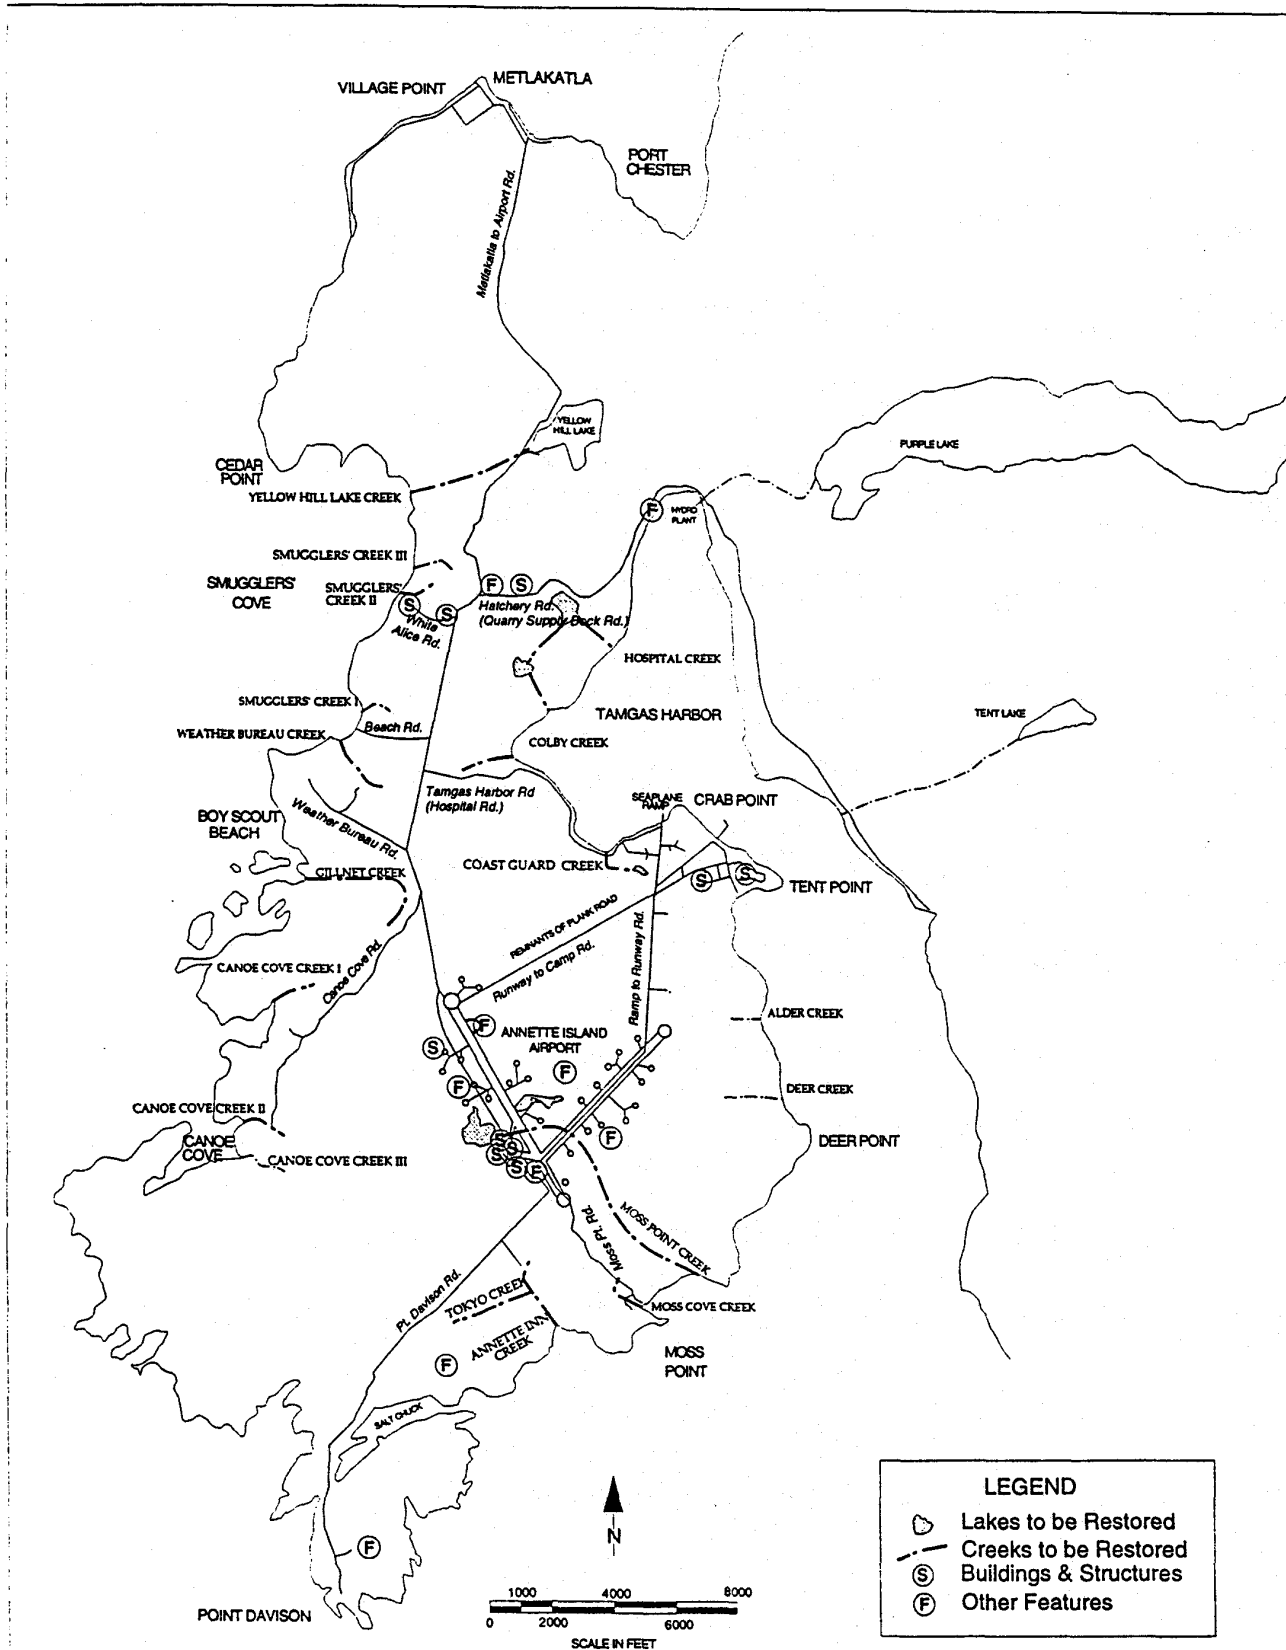 METLAKATLA
VILLAGE POINT
PORT
CHESTER
Metlakatla to Airport Rd.
YELLOW
HILL LAKE
PURPLE LAKE
CEDAR
POINT
YELLOW HILL LAKE CREEK
F
HYDRO
PLANT
SMUGGLERS' CREEK III
SMUGGLERS'
COVE
SMUGGLERS'
CREEK II
F
S
S
S
White
Alice Rd.
Hatchery Rd.
(Quarry Supply Dock Rd.)
HOSPITAL CREEK
SMUGGLERS' CREEK I
Beach Rd.
TAMGAS HARBOR
TENT LAKE
WEATHER BUREAU CREEK
COLBY CREEK
Tamgas Harbor Rd
(Hospital Rd.)
SEAPLANE
RAMP
CRAB POINT
BOY SCOUT
BEACH
Weather Bureau Rd.
COAST GUARD CREEK
GILLNET CREEK
S
S
TENT POINT
REMNANTS OF PLANK ROAD
Runway to Camp Rd.
Ramp to Runway Rd.
CANOE COVE CREEK I
Canoe Cove Rd.
ALDER CREEK
F
ANNETTE ISLAND
AIRPORT
S
F
F
DEER CREEK
CANOE COVE CREEK II
CANOE
COVE
F
DEER POINT
CANOE COVE CREEK III
S
S
S
S
F
MOSS POINT CREEK
Moss Pt. Rd.
Pt. Davison Rd.
TOKYO CREEK
MOSS COVE CREEK
ANNETTE INN
CREEK
F
MOSS
POINT
SALT CHUCK
F
POINT DAVISON
N
1000 4000 8000
0 2000 6000
SCALE IN FEET
LEGEND
Lakes to be Restored
Creeks to be Restored
S Buildings & Structures
F Other Features